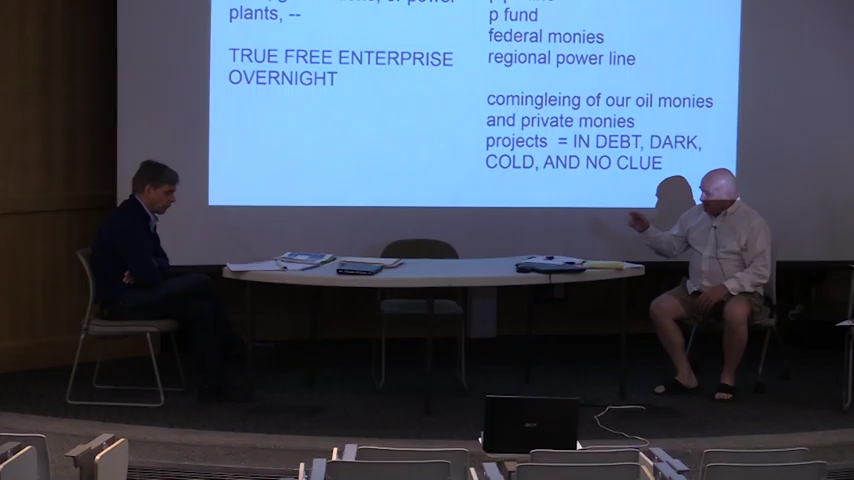 plants, --
TRUE FREE ENTERPRISE
OVERNIGHT
p fund
federal monies
regional power line
comingleing of our oil monies
and private monies
projects = IN DEBT, DARK,
COLD, AND NO CLUE
acer